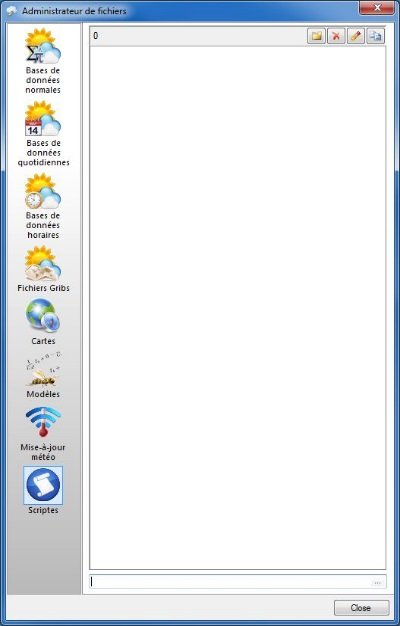 Administrateur de fichiers
0
Bases de
données
normales
14
Bases de
données
quotidiennes
Bases de
données
horaires
Fichiers Gribs
Cartes
Modèles
Mise-à-jour
météo
Scriptes
...
Close